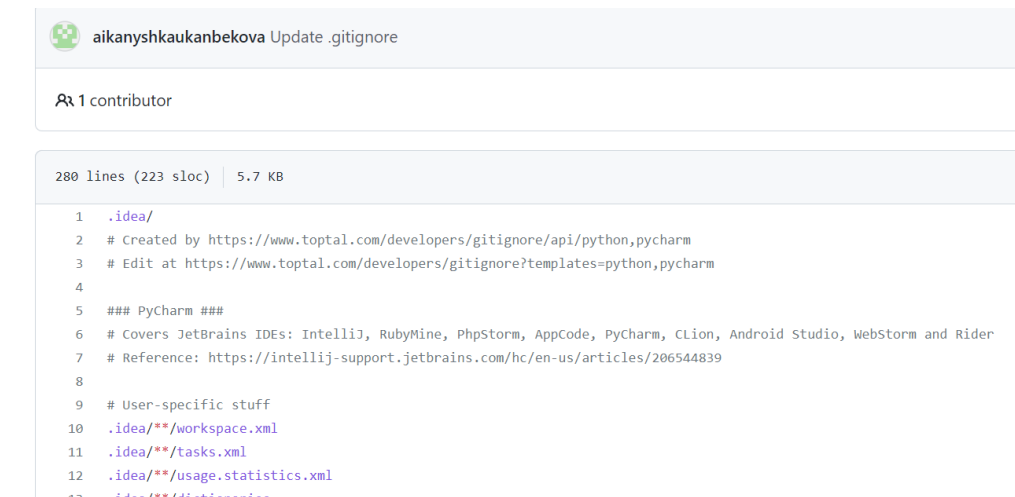 aikanyshkaukanbekova Update .gitignore
1 contributor
280 lines (223 sloc) 5.7 KB
1 .idea/
2 # Created by https://www.toptal.com/developers/gitignore/api/python,pycharm
3 # Edit at https://www.toptal.com/developers/gitignore?templates=python,pycharm
4
5 ### PyCharm ###
6 # Covers JetBrains IDEs: IntelliJ, RubyMine, PhpStorm, AppCode, PyCharm, CLion, Android Studio, WebStorm and Rider
7 # Reference: https://intellij-support.jetbrains.com/hc/en-us/articles/206544839
8
9 # User-specific stuff
10 .idea/**/workspace.xml
11 .idea/**/tasks.xml
12 .idea/**/usage.statistics.xml